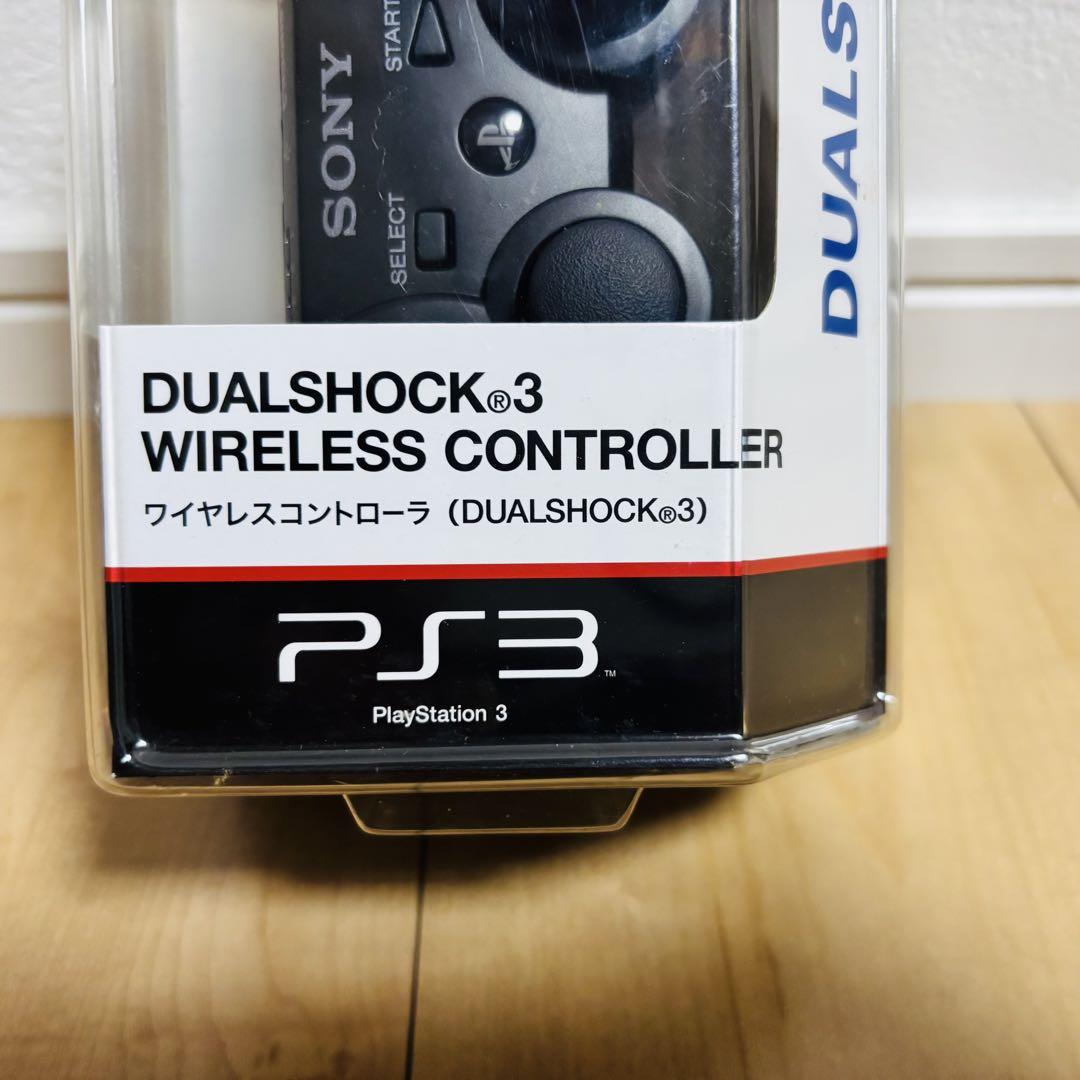 START
SONY
SELECT
DUALS
DUALSHOCK®3
WIRELESS CONTROLLER
ワイヤレスコントローラ（DUALSHOCK®3）
PS3™
PlayStation 3